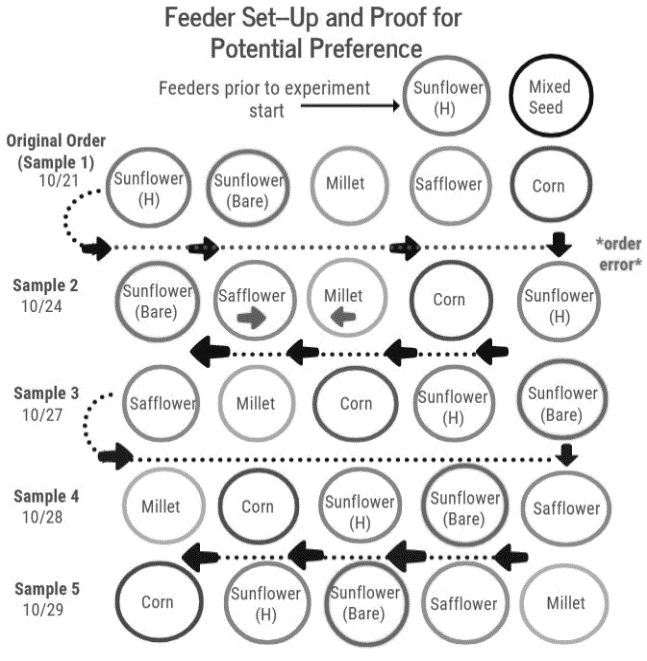 Feeder Set–Up and Proof for
Potential Preference
Feeders prior to experiment
start
Sunflower
(H)
Mixed
Seed
Original Order
(Sample 1)
10/21
Sunflower
(H)
Sunflower
(Bare)
Millet
Safflower
Corn
*order
error*
Sample 2
10/24
Sunflower
(Bare)
Safflower
Millet
Corn
Sunflower
(H)
Sample 3
10/27
Safflower
Millet
Corn
Sunflower
(H)
Sunflower
(Bare)
Sample 4
10/28
Millet
Corn
Sunflower
(H)
Sunflower
(Bare)
Safflower
Sample 5
10/29
Corn
Sunflower
(H)
Sunflower
(Bare)
Safflower
Millet